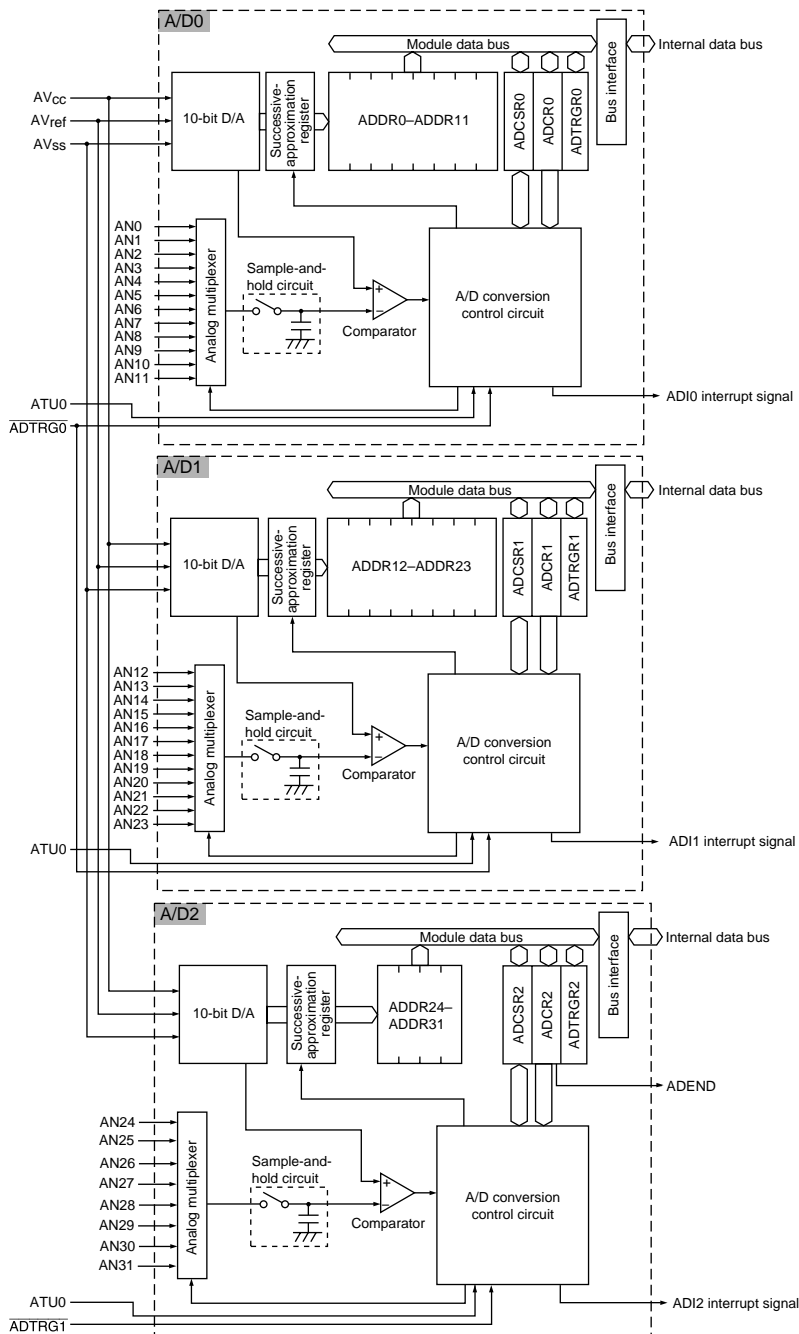 A/D0
Module data bus
Internal data bus
Bus interface
AVcc
AVref
AVss
10-bit D/A
Successive-
approximation
register
ADDR0–ADDR11
ADCSR0
ADCR0
ADTRGR0
AN0
AN1
AN2
AN3
AN4
AN5
AN6
AN7
AN8
AN9
AN10
AN11
Analog multiplexer
Sample-and-
hold circuit
+
–
Comparator
A/D conversion
control circuit
ATU0
ADTRG0
ADI0 interrupt signal
A/D1
Module data bus
Internal data bus
Bus interface
10-bit D/A
Successive-
approximation
register
ADDR12–ADDR23
ADCSR1
ADCR1
ADTRGR1
AN12
AN13
AN14
AN15
AN16
AN17
AN18
AN19
AN20
AN21
AN22
AN23
Analog multiplexer
Sample-and-
hold circuit
+
–
Comparator
A/D conversion
control circuit
ATU0
ADI1 interrupt signal
A/D2
Module data bus
Internal data bus
Bus interface
10-bit D/A
Successive-
approximation
register
ADDR24–
ADDR31
ADCSR2
ADCR2
ADTRGR2
ADEND
AN24
AN25
AN26
AN27
AN28
AN29
AN30
AN31
Analog multiplexer
Sample-and-
hold circuit
+
–
Comparator
A/D conversion
control circuit
ATU0
ADTRG1
ADI2 interrupt signal